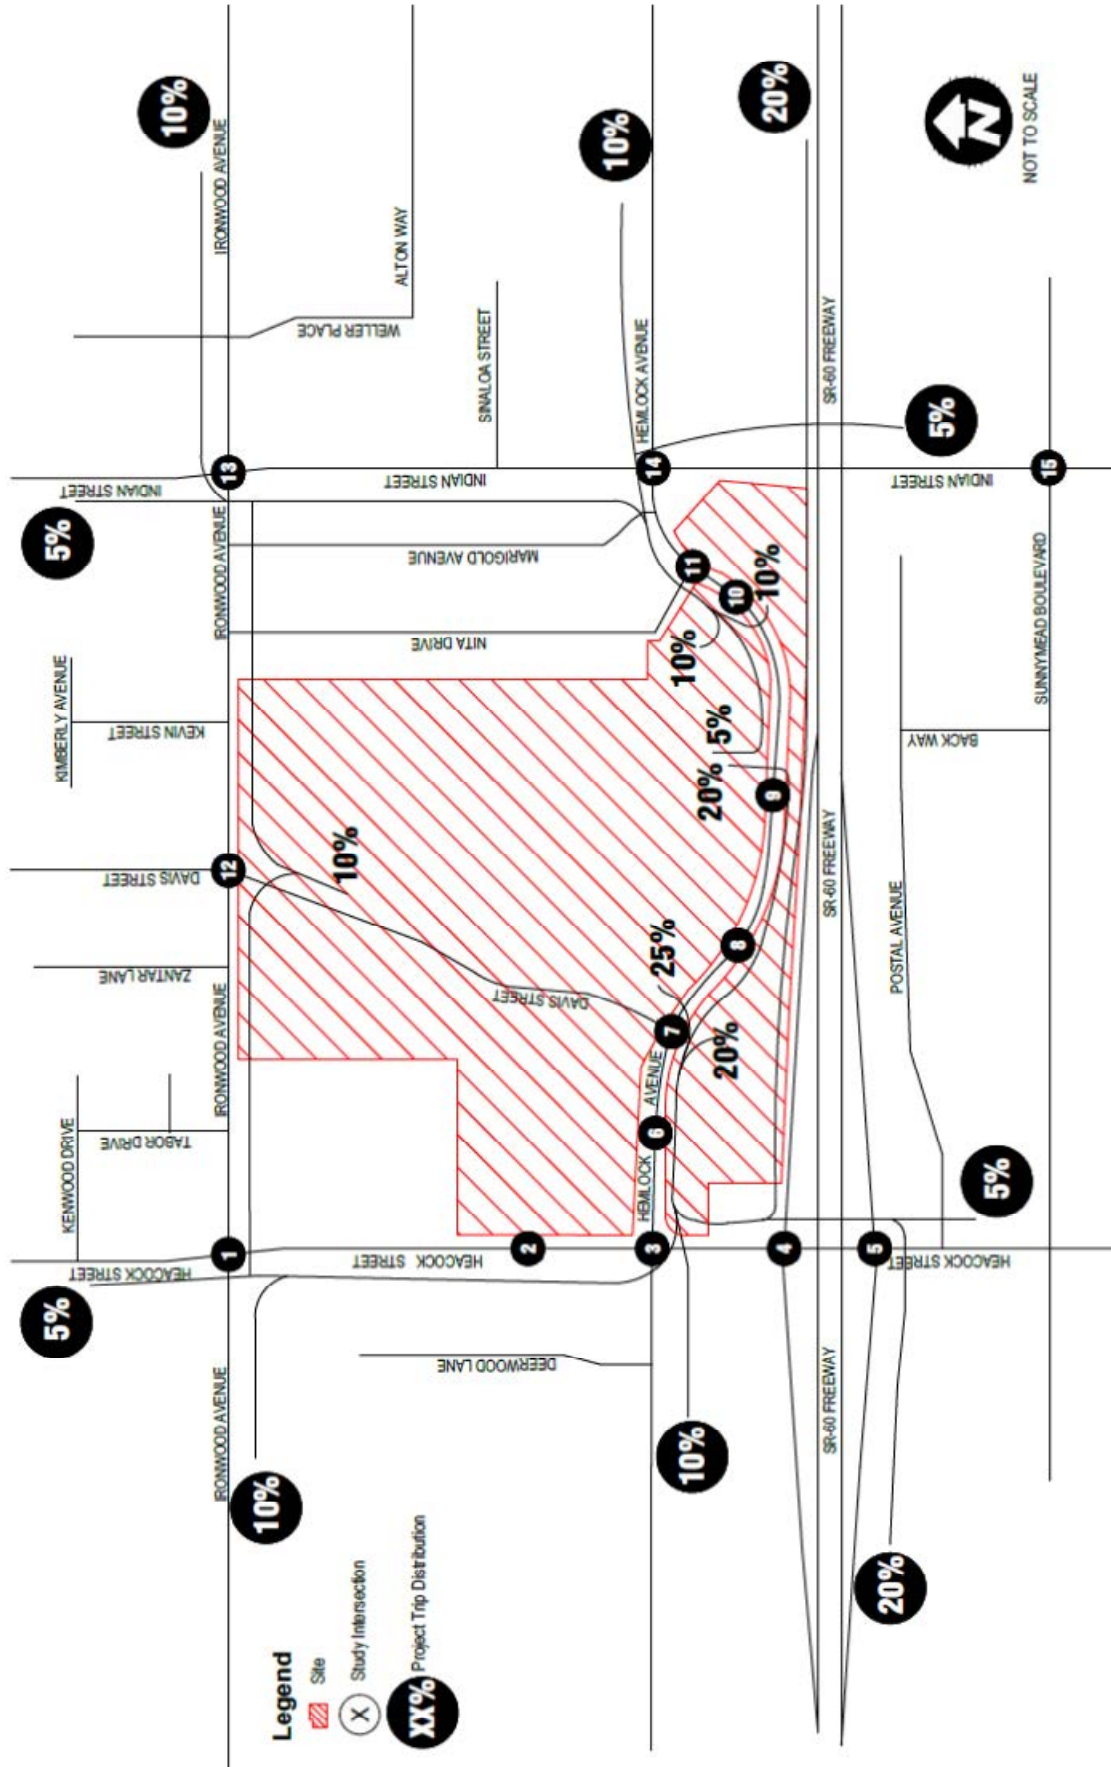 10%
IRONWOOD AVENUE
10%
HEMLOCK AVENUE
20%
SR-60 FREEWAY
N
NOT TO SCALE
WELLER PLACE
ALTON WAY
SINALOA STREET
5%
5%
INDIAN STREET
13
INDIAN STREET
14
INDIAN STREET
15
IRONWOOD AVENUE
MARIGOLD AVENUE
NITA DRIVE
11
10
10%
10%
5%
20%
9
KIMBERLY AVENUE
KEVIN STREET
SUNNYMEAD BOULEVARD
BACK WAY
DAVIS STREET
12
10%
ZANTAR LANE
DAVIS STREET
25%
8
7
20%
SR-60 FREEWAY
POSTAL AVENUE
IRONWOOD AVENUE
KENWOOD DRIVE
TABOR DRIVE
HEMLOCK
AVENUE
6
5%
HEACOCK STREET
1
HEACOCK STREET
2
3
4
5
HEACOCK STREET
5%
10%
IRONWOOD AVENUE
DEERWOOD LANE
10%
SR-60 FREEWAY
20%
Legend
Site
X
Study Intersection
XX%
Project Trip Distribution